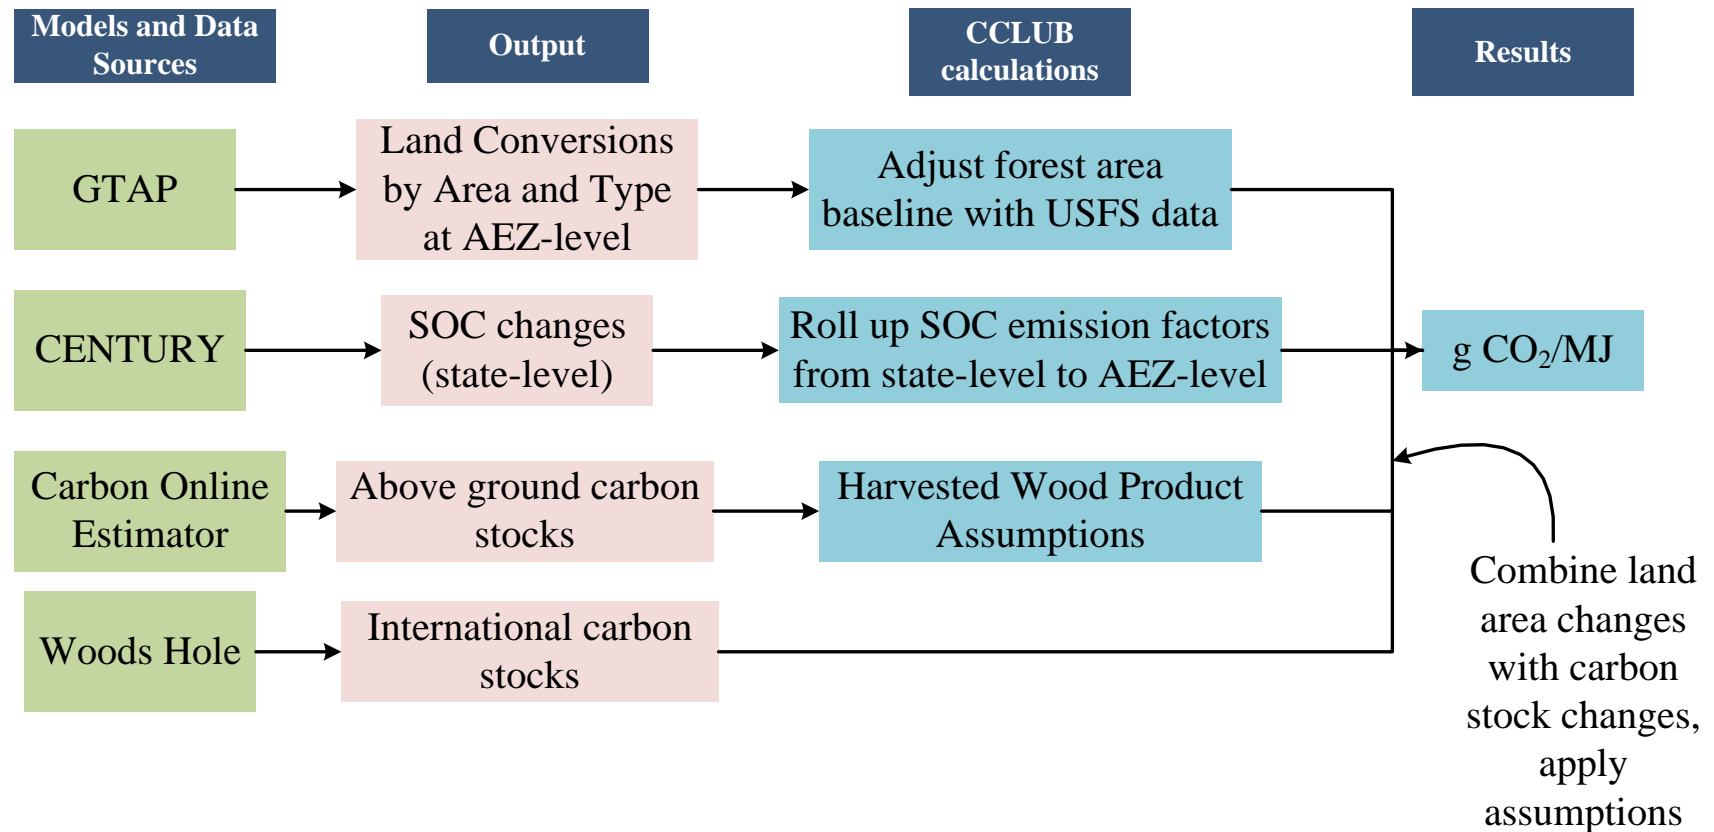 Models and Data
Sources
Output
CCLUB
calculations
Results
GTAP
Land Conversions
by Area and Type
at AEZ-level
Adjust forest area
baseline with USFS data
CENTURY
SOC changes
(state-level)
Roll up SOC emission factors
from state-level to AEZ-level
g CO₂/MJ
Carbon Online
Estimator
Above ground carbon
stocks
Harvested Wood Product
Assumptions
Woods Hole
International carbon
stocks
Combine land
area changes
with carbon
stock changes,
apply
assumptions